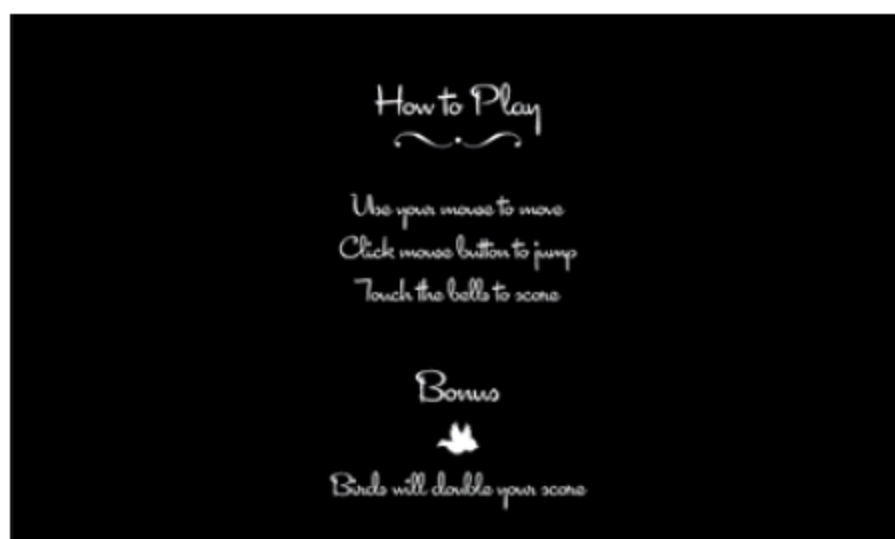 How to Play
Use your mouse to move
Click mouse button to jump
Touch the bells to score
Bonus
Birds will double your score